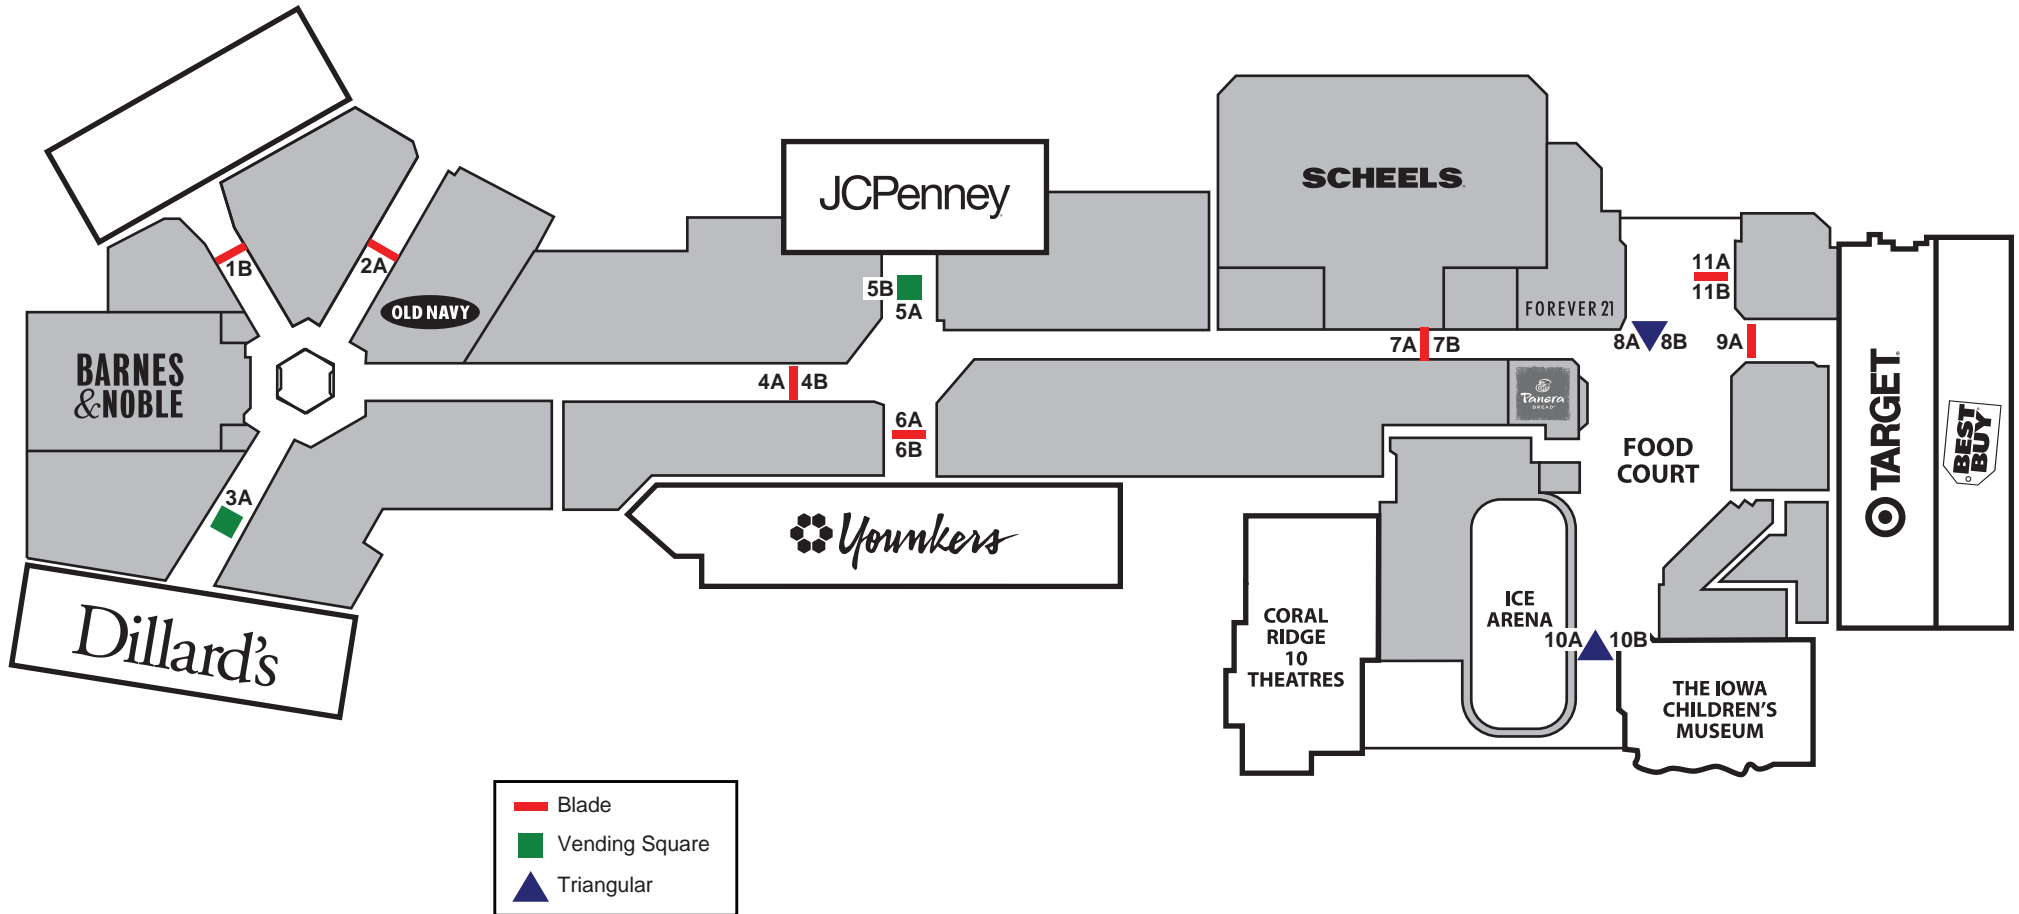 JCPenney
SCHEELS
1B
2A
OLD NAVY
5B
5A
11A
11B
FOREVER 21
BARNES
&NOBLE
4A
4B
7A
7B
8A
8B
9A
Panera
BREAD
TARGET
BEST
BUY
6A
6B
FOOD
COURT
3A
Younkers
Dillard's
CORAL
RIDGE
10
THEATRES
ICE
ARENA
10A
10B
THE IOWA
CHILDREN'S
MUSEUM
Blade
Vending Square
Triangular